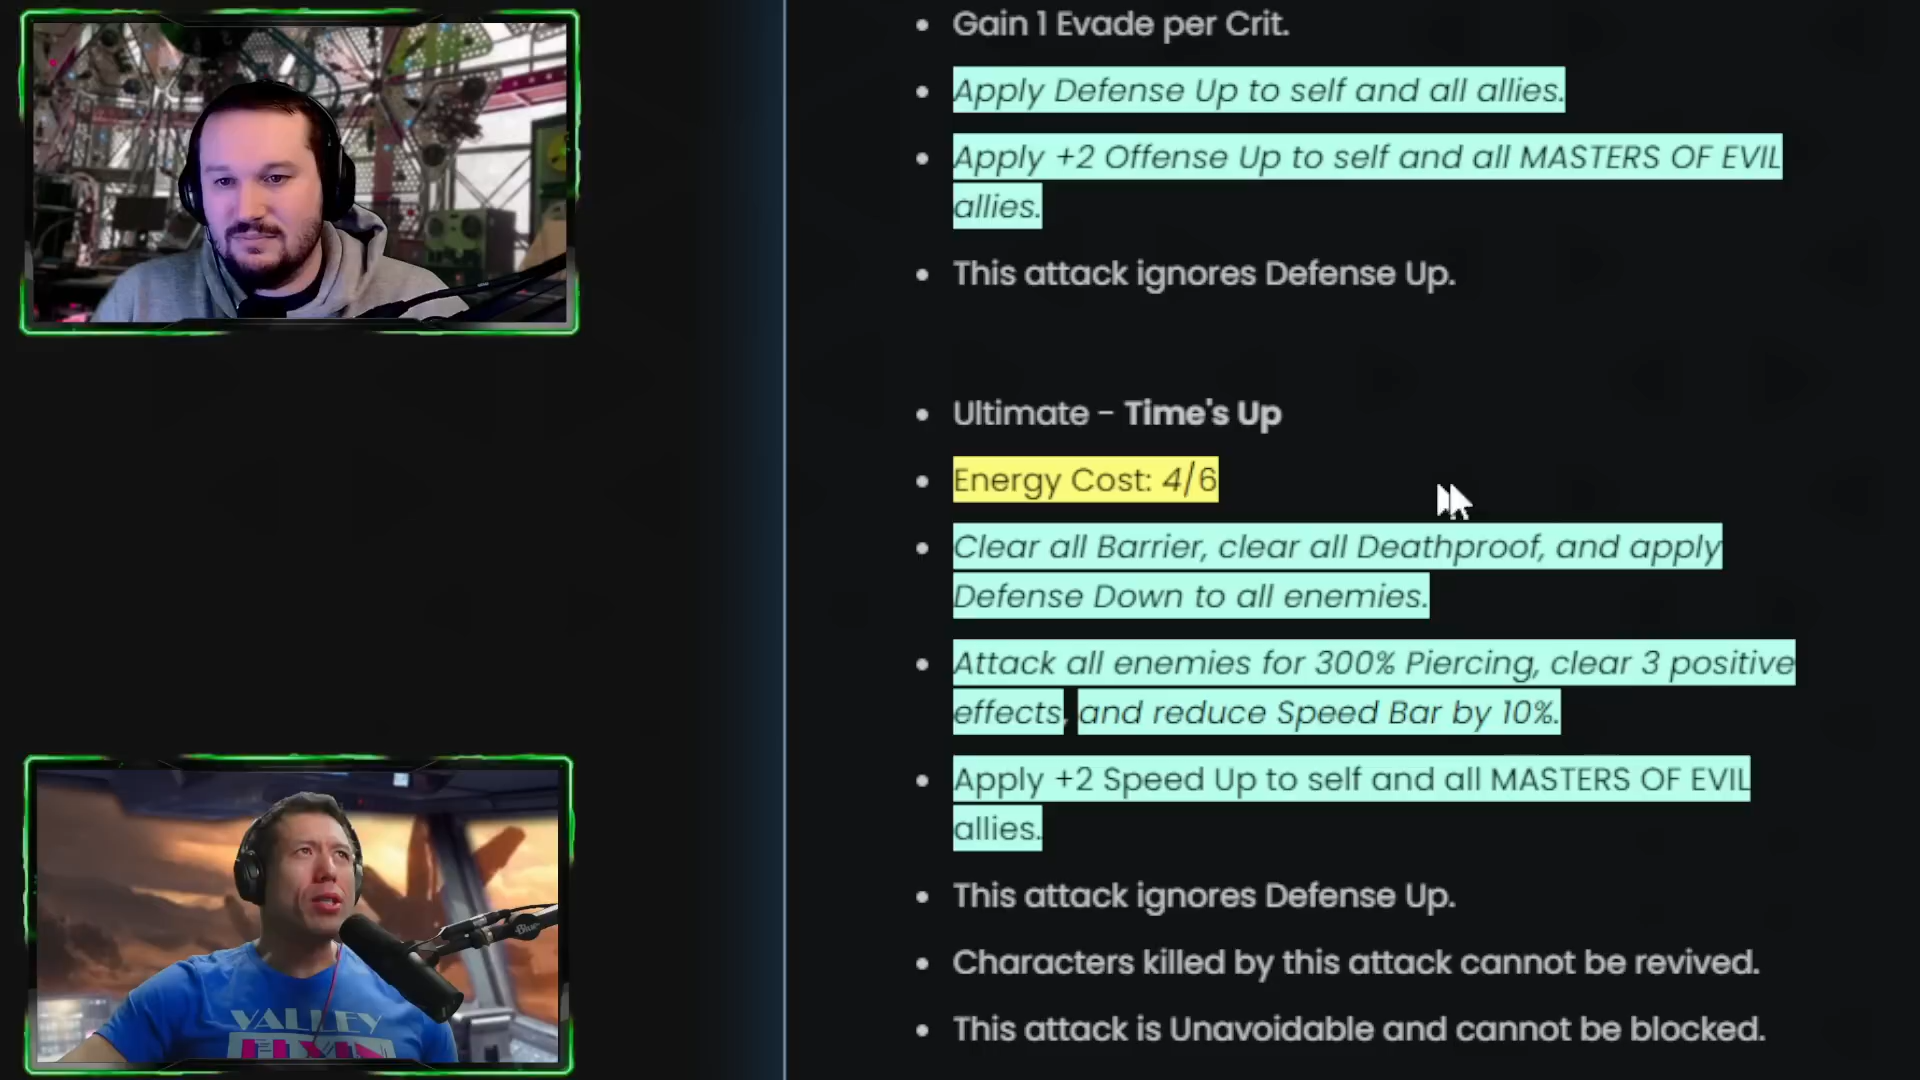 Gain 1 Evade per Crit.
Apply Defense Up to self and all allies.
Apply +2 Offense Up to self and all MASTERS OF EVIL
allies.
This attack ignores Defense Up.
Ultimate - Time's Up
Energy Cost: 4/6
Clear all Barrier, clear all Deathproof, and apply
Defense Down to all enemies.
Attack all enemies for 300% Piercing, clear 3 positive
effects, and reduce Speed Bar by 10%.
Apply +2 Speed Up to self and all MASTERS OF EVIL
allies.
This attack ignores Defense Up.
Characters killed by this attack cannot be revived.
This attack is Unavoidable and cannot be blocked.
Blue
VALLEY